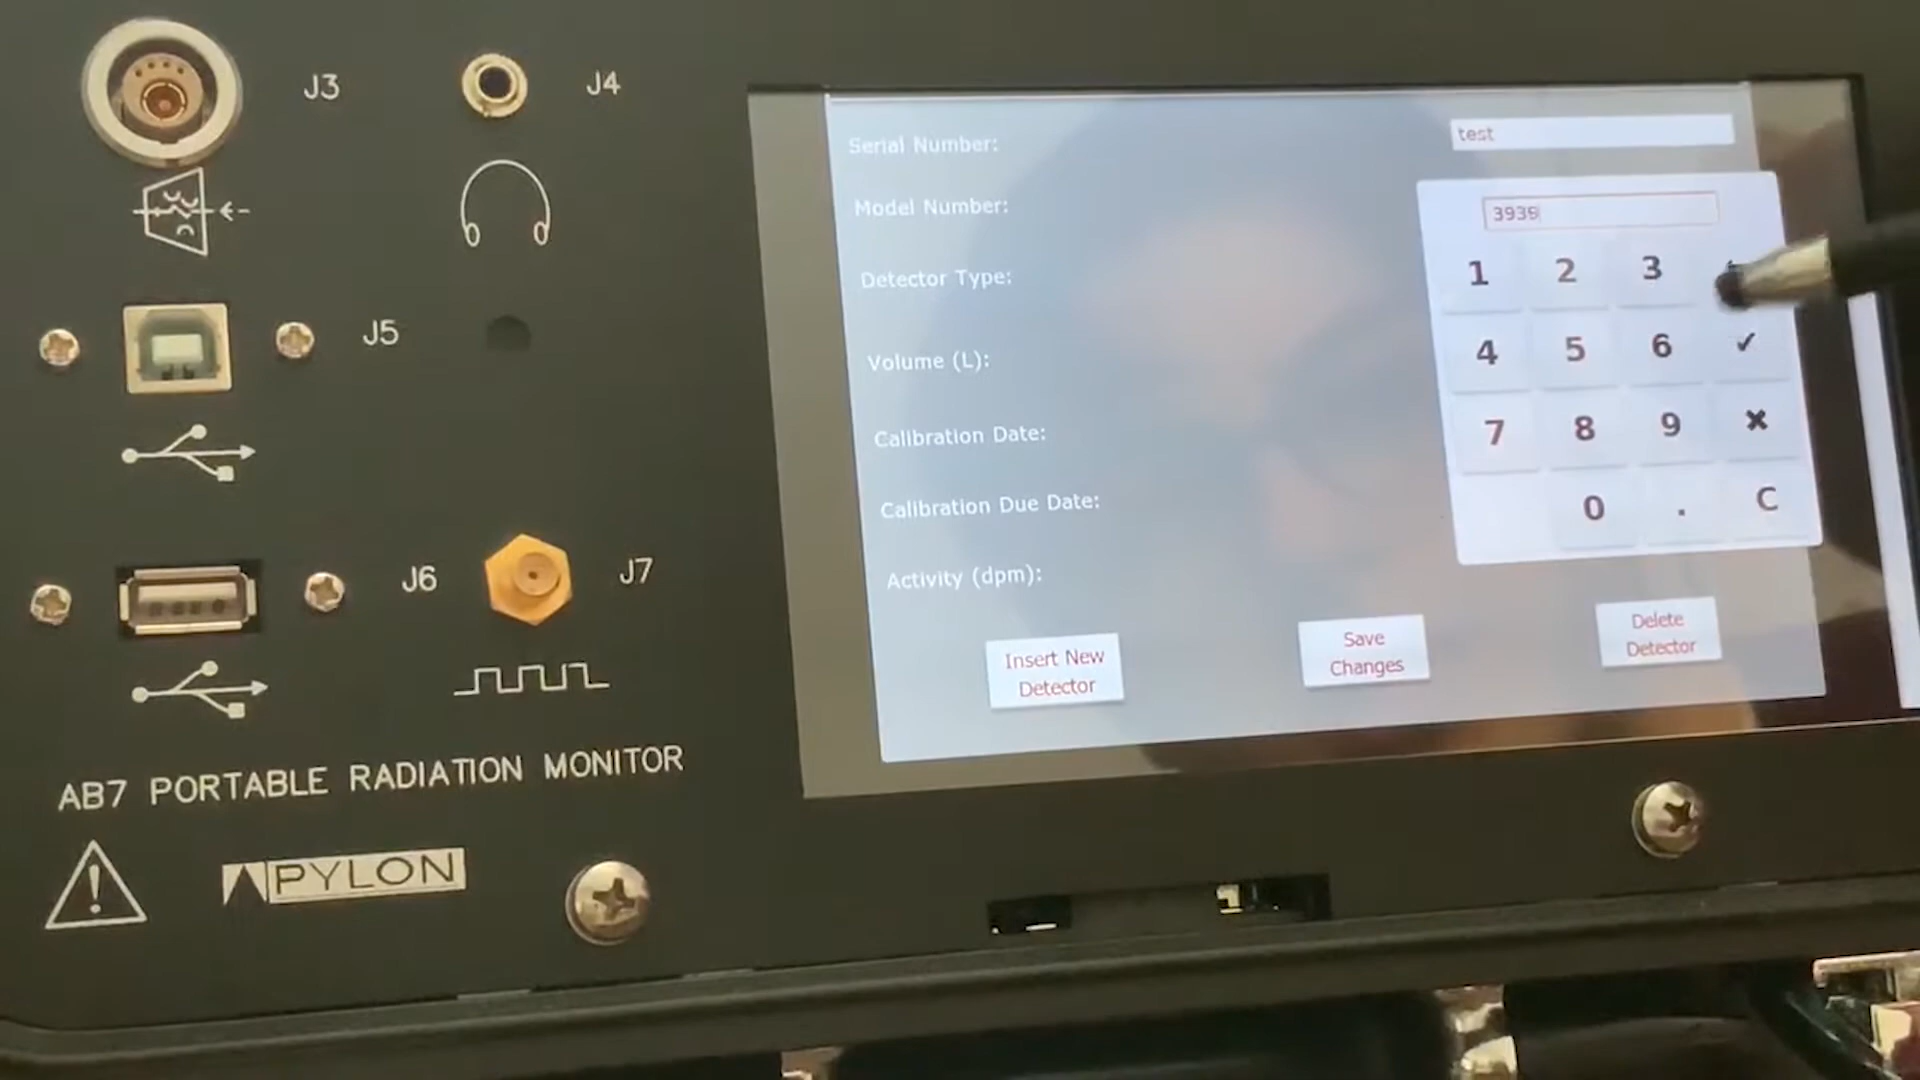 J3
J4
J5
J6
J7
AB7 PORTABLE RADIATION MONITOR
PYLON
Serial Number:
test
Model Number:
3939
Detector Type:
Volume (L):
Calibration Date:
Calibration Due Date:
Activity (dpm):
1 2 3
4 5 6 ✓
7 8 9 ✖
0 . C
Insert New
Detector
Save
Changes
Delete
Detector